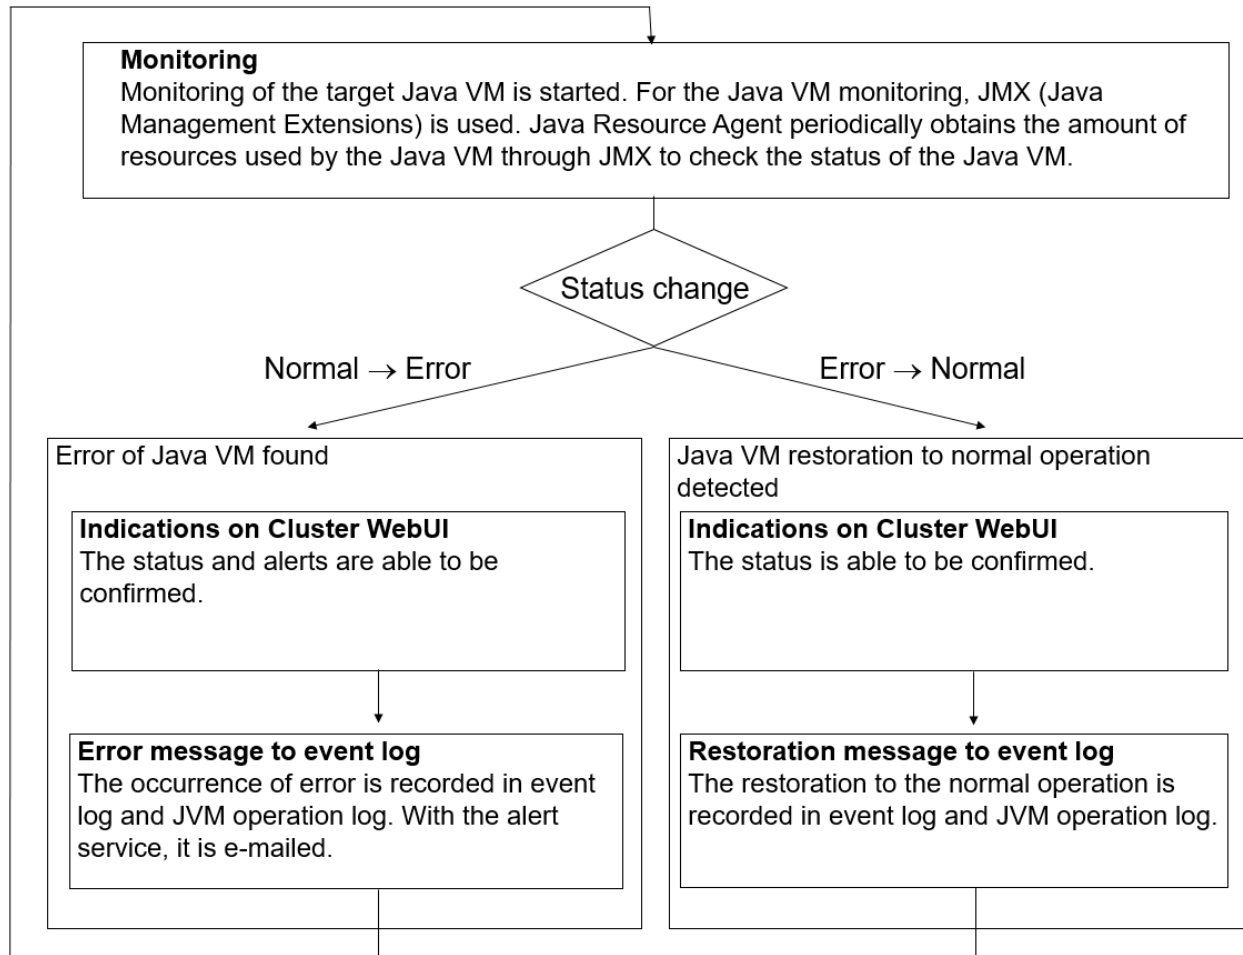 Monitoring
Monitoring of the target Java VM is started. For the Java VM monitoring, JMX (Java
Management Extensions) is used. Java Resource Agent periodically obtains the amount of
resources used by the Java VM through JMX to check the status of the Java VM.
Status change
Normal → Error
Error → Normal
Error of Java VM found
Indications on Cluster WebUI
The status and alerts are able to be
confirmed.
Error message to event log
The occurrence of error is recorded in event
log and JVM operation log. With the alert
service, it is e-mailed.
Java VM restoration to normal operation
detected
Indications on Cluster WebUI
The status is able to be confirmed.
Restoration message to event log
The restoration to the normal operation is
recorded in event log and JVM operation log.